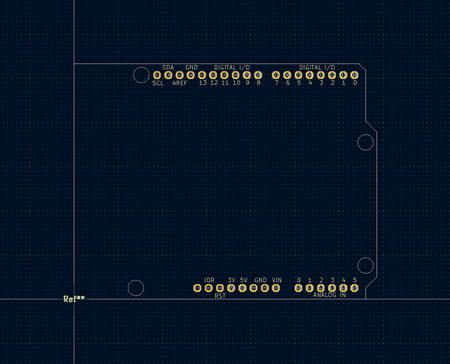 SDA GND DIGITAL I/O DIGITAL I/O
SCL AREF 13 12 11 10 9 8 7 6 5 4 3 2 1 0
IOR 3V 5V GND VIN 0 1 2 3 4 5
RST ANALOG IN
Ref**